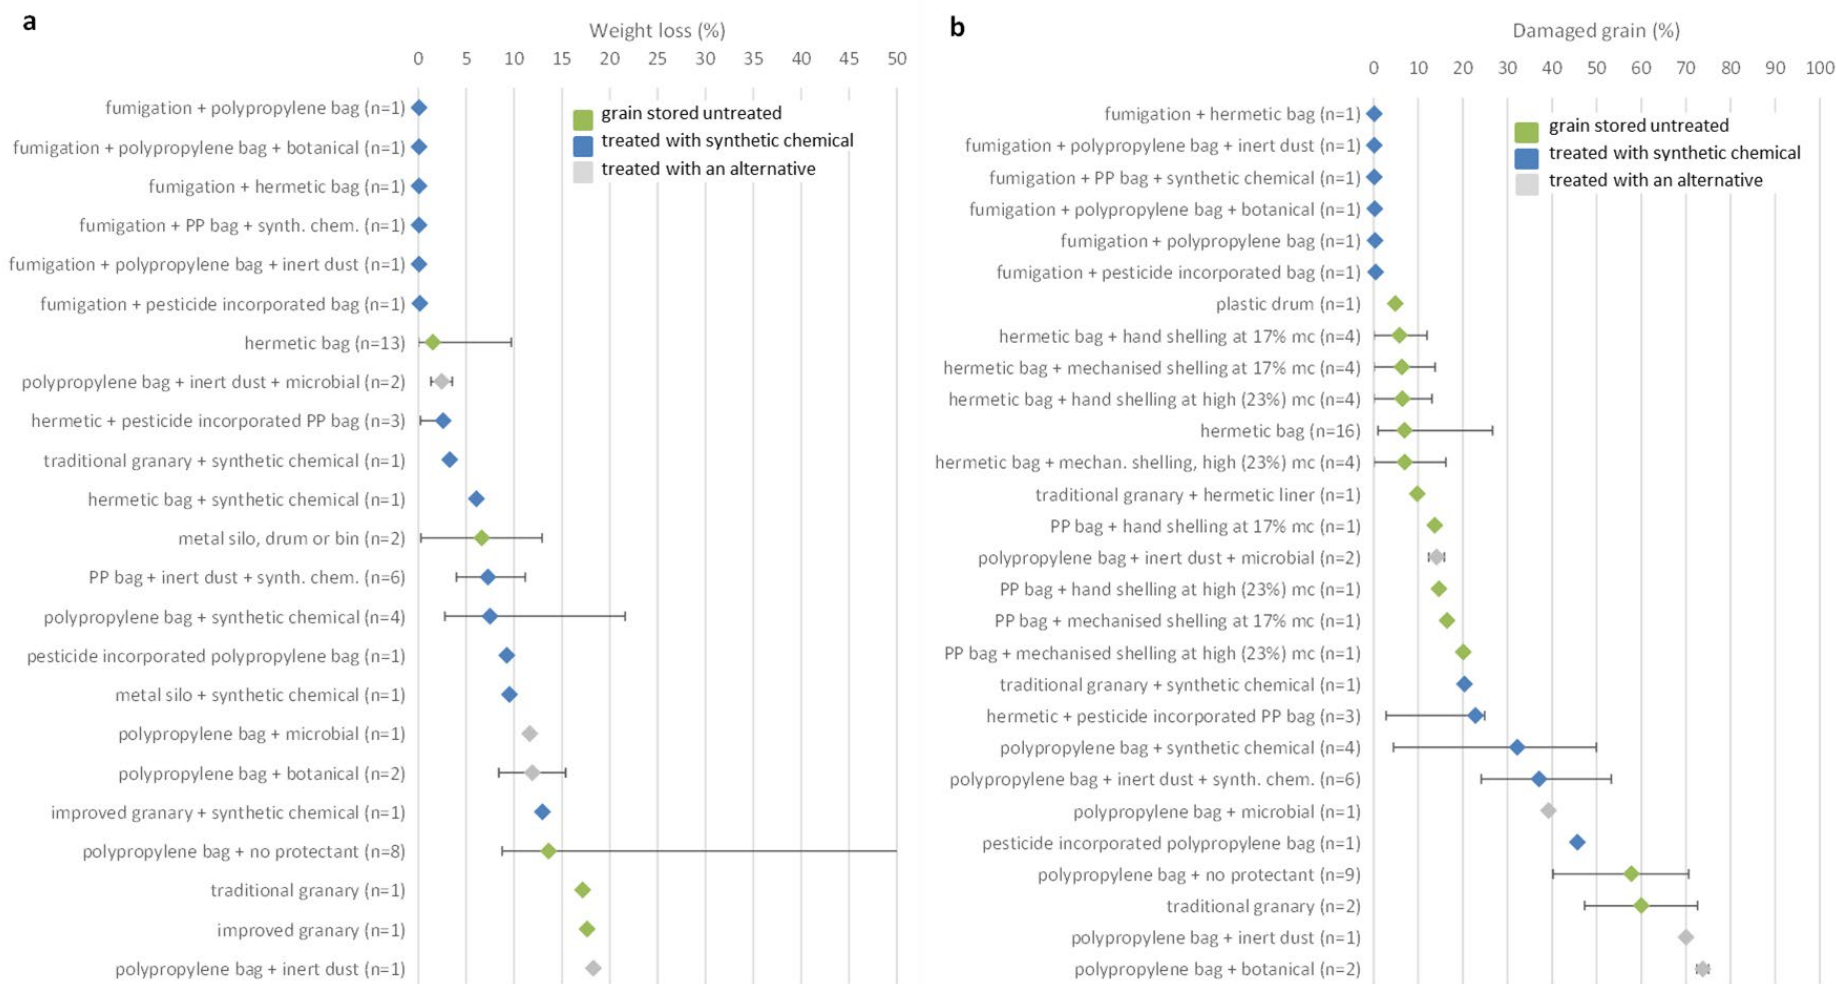 a
Weight loss (%)
0 5 10 15 20 25 30 35 40 45 50
grain stored untreated
treated with synthetic chemical
treated with an alternative
fumigation + polypropylene bag (n=1)
fumigation + polypropylene bag + botanical (n=1)
fumigation + hermetic bag (n=1)
fumigation + PP bag + synth. chem. (n=1)
fumigation + polypropylene bag + inert dust (n=1)
fumigation + pesticide incorporated bag (n=1)
hermetic bag (n=13)
polypropylene bag + inert dust + microbial (n=2)
hermetic + pesticide incorporated PP bag (n=3)
traditional granary + synthetic chemical (n=1)
hermetic bag + synthetic chemical (n=1)
metal silo, drum or bin (n=2)
PP bag + inert dust + synth. chem. (n=6)
polypropylene bag + synthetic chemical (n=4)
pesticide incorporated polypropylene bag (n=1)
metal silo + synthetic chemical (n=1)
polypropylene bag + microbial (n=1)
polypropylene bag + botanical (n=2)
improved granary + synthetic chemical (n=1)
polypropylene bag + no protectant (n=8)
traditional granary (n=1)
improved granary (n=1)
polypropylene bag + inert dust (n=1)
b
Damaged grain (%)
0 10 20 30 40 50 60 70 80 90 100
grain stored untreated
treated with synthetic chemical
treated with an alternative
fumigation + hermetic bag (n=1)
fumigation + polypropylene bag + inert dust (n=1)
fumigation + PP bag + synthetic chemical (n=1)
fumigation + polypropylene bag + botanical (n=1)
fumigation + polypropylene bag (n=1)
fumigation + pesticide incorporated bag (n=1)
plastic drum (n=1)
hermetic bag + hand shelling at 17% mc (n=4)
hermetic bag + mechanised shelling at 17% mc (n=4)
hermetic bag + hand shelling at high (23%) mc (n=4)
hermetic bag (n=16)
hermetic bag + mechan. shelling, high (23%) mc (n=4)
traditional granary + hermetic liner (n=1)
PP bag + hand shelling at 17% mc (n=1)
polypropylene bag + inert dust + microbial (n=2)
PP bag + hand shelling at high (23%) mc (n=1)
PP bag + mechanised shelling at 17% mc (n=1)
PP bag + mechanised shelling at high (23%) mc (n=1)
traditional granary + synthetic chemical (n=1)
hermetic + pesticide incorporated PP bag (n=3)
polypropylene bag + synthetic chemical (n=4)
polypropylene bag + inert dust + synth. chem. (n=6)
polypropylene bag + microbial (n=1)
pesticide incorporated polypropylene bag (n=1)
polypropylene bag + no protectant (n=9)
traditional granary (n=2)
polypropylene bag + inert dust (n=1)
polypropylene bag + botanical (n=2)